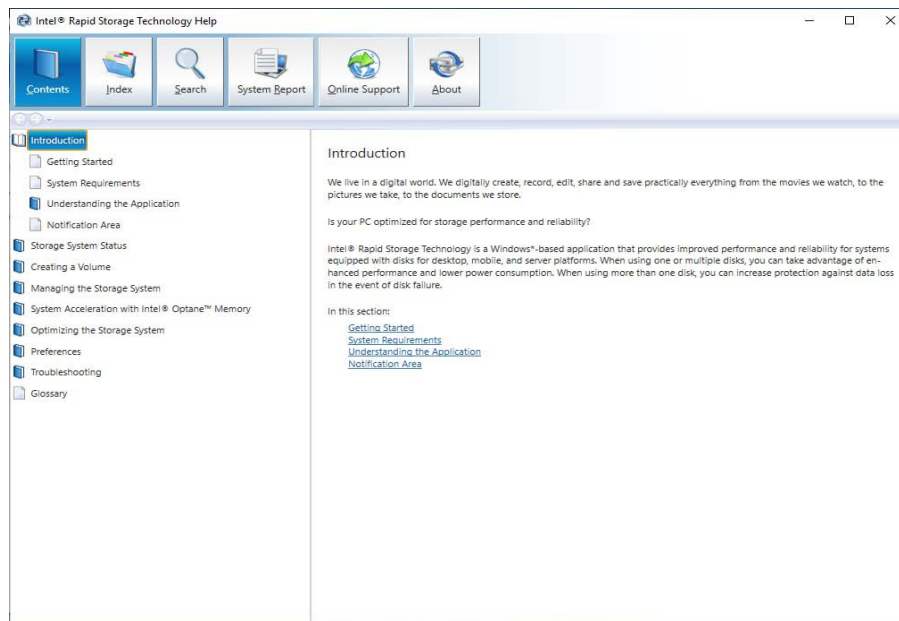 Intel® Rapid Storage Technology Help
Contents
Index
Search
System Report
Online Support
About
Introduction
Getting Started
System Requirements
Understanding the Application
Notification Area
Storage System Status
Creating a Volume
Managing the Storage System
System Acceleration with Intel® Optane™ Memory
Optimizing the Storage System
Preferences
Troubleshooting
Glossary
Introduction
We live in a digital world. We digitally create, record, edit, share and save practically everything from the movies we watch, to the
pictures we take, to the documents we store.
Is your PC optimized for storage performance and reliability?
Intel® Rapid Storage Technology is a Windows*-based application that provides improved performance and reliability for systems
equipped with disks for desktop, mobile, and server platforms. When using one or multiple disks, you can take advantage of en-
hanced performance and lower power consumption. When using more than one disk, you can increase protection against data loss
in the event of disk failure.
In this section:
Getting Started
System Requirements
Understanding the Application
Notification Area